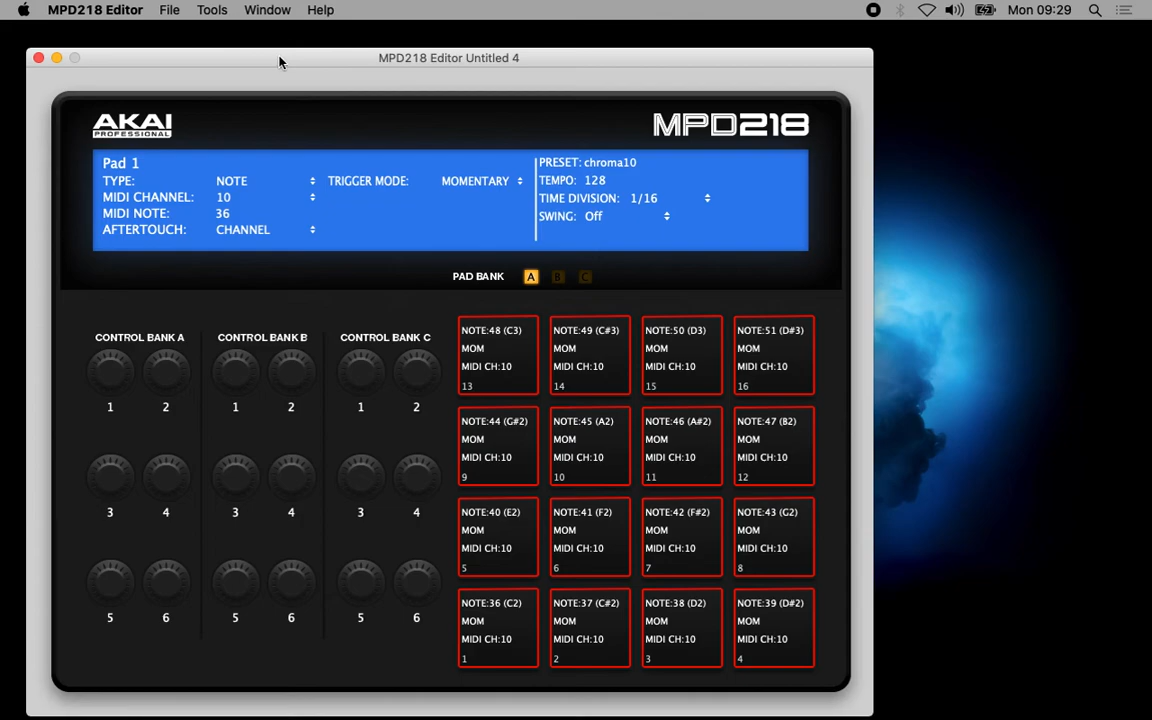 MPD218 Editor File Tools Window Help Mon 09:29
MPD218 Editor Untitled 4
AKAI
PROFESSIONAL
MPD218
Pad 1
TYPE: NOTE TRIGGER MODE: MOMENTARY
MIDI CHANNEL: 10
MIDI NOTE: 36
AFTERTOUCH: CHANNEL
PRESET: chroma10
TEMPO: 128
TIME DIVISION: 1/16
SWING: Off
PAD BANK A B C
CONTROL BANK A CONTROL BANK B CONTROL BANK C
1 2 1 2 1 2
3 4 3 4 3 4
5 6 5 6 5 6
NOTE:48 (C3) NOTE:49 (C#3) NOTE:50 (D3) NOTE:51 (D#3)
MOM MOM MOM MOM
MIDI CH:10 MIDI CH:10 MIDI CH:10 MIDI CH:10
13 14 15 16
NOTE:44 (G#2) NOTE:45 (A2) NOTE:46 (A#2) NOTE:47 (B2)
MOM MOM MOM MOM
MIDI CH:10 MIDI CH:10 MIDI CH:10 MIDI CH:10
9 10 11 12
NOTE:40 (E2) NOTE:41 (F2) NOTE:42 (F#2) NOTE:43 (G2)
MOM MOM MOM MOM
MIDI CH:10 MIDI CH:10 MIDI CH:10 MIDI CH:10
5 6 7 8
NOTE:36 (C2) NOTE:37 (C#2) NOTE:38 (D2) NOTE:39 (D#2)
MOM MOM MOM MOM
MIDI CH:10 MIDI CH:10 MIDI CH:10 MIDI CH:10
1 2 3 4